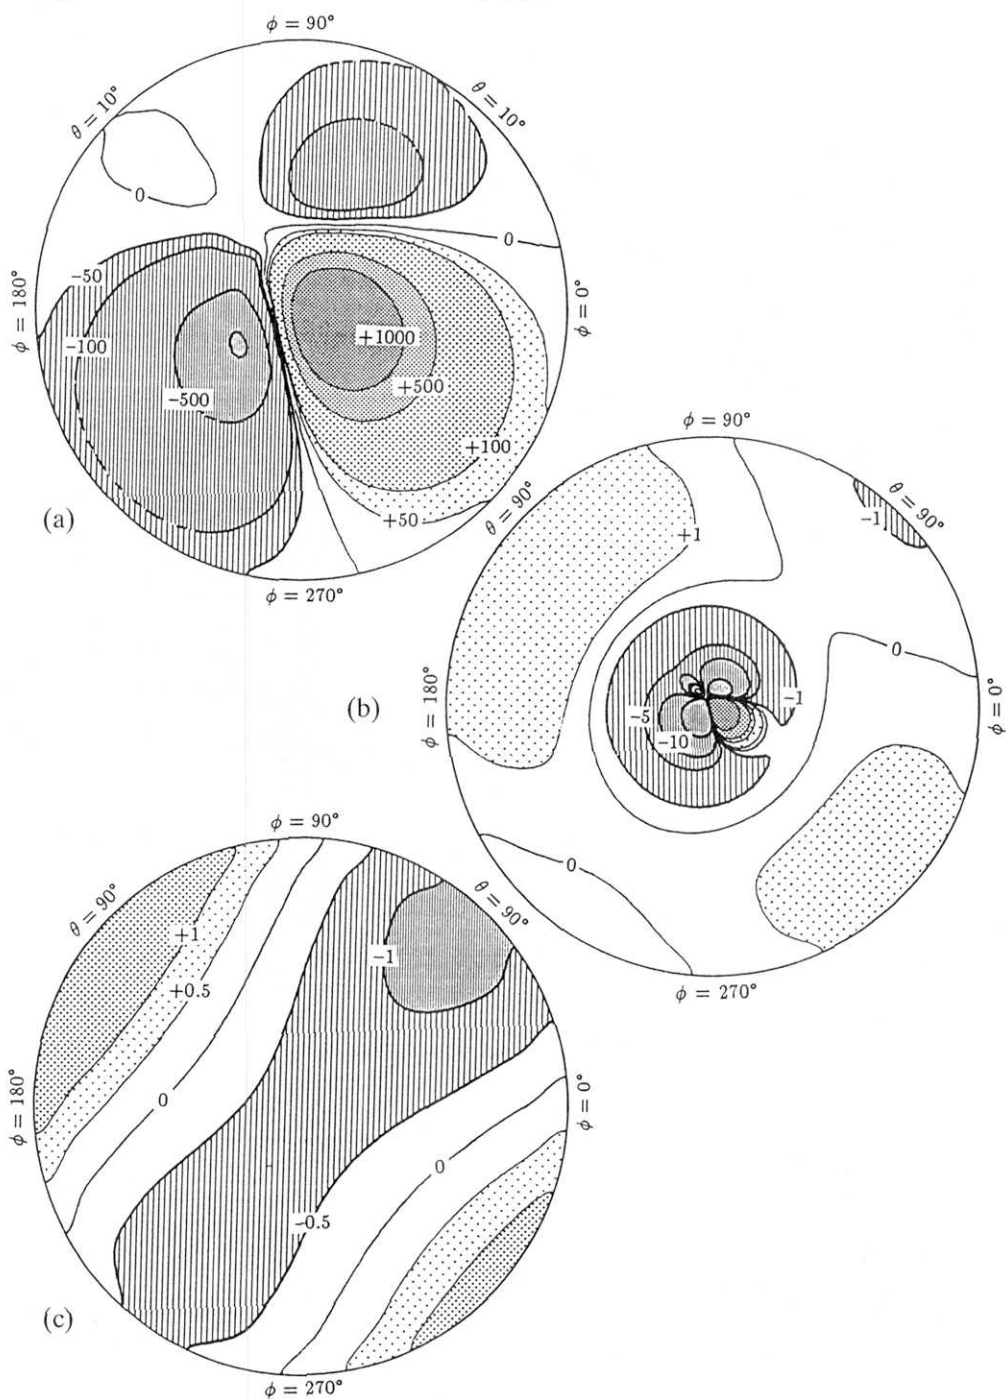 ϕ = 90°
θ = 10°
θ = 10°
0
0
−50
ϕ = 180°
ϕ = 0°
−100
+1000
−500
+500
+100
+50
(a)
ϕ = 270°
ϕ = 90°
θ = 90°
θ = 90°
−1
+1
0
ϕ = 180°
(b)
−5
−1
−10
ϕ = 0°
0
ϕ = 270°
ϕ = 90°
θ = 90°
θ = 90°
+1
−1
+0.5
0
ϕ = 180°
ϕ = 0°
0
−0.5
(c)
ϕ = 270°